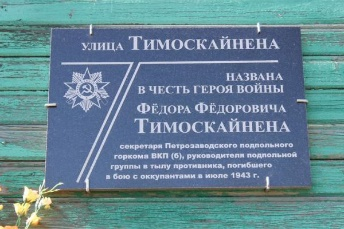 улица Тимоскайнена
названа
в честь героя войны
Фёдора Фёдоровича
Тимоскайнена
секретаря Петрозаводского подпольного
горкома ВКП (б), руководителя подпольной
группы в тылу противника, погибшего
в бою с оккупантами в июле 1943 г.